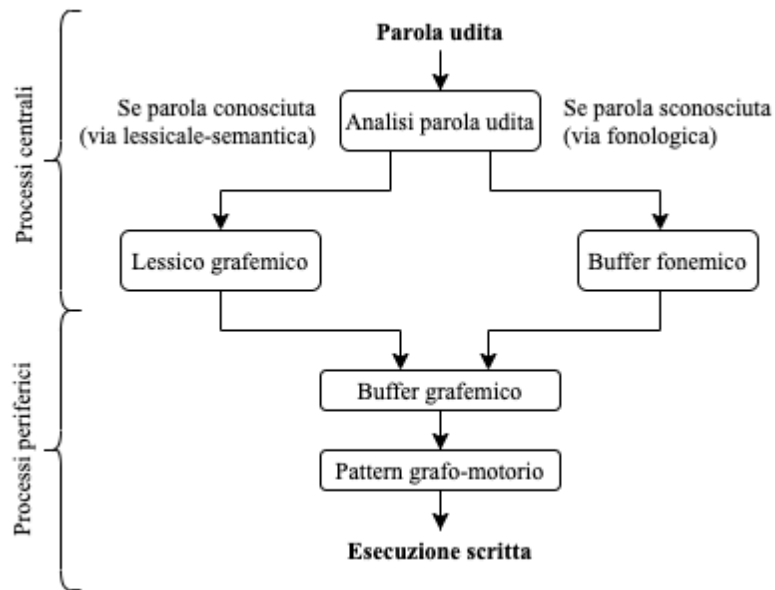 Parola udita
Se parola conosciuta
(via lessicale-semantica)
Analisi parola udita
Se parola sconosciuta
(via fonologica)
Processi centrali
Lessico grafemico
Buffer fonemico
Processi periferici
Buffer grafemico
Pattern grafo-motorio
Esecuzione scritta